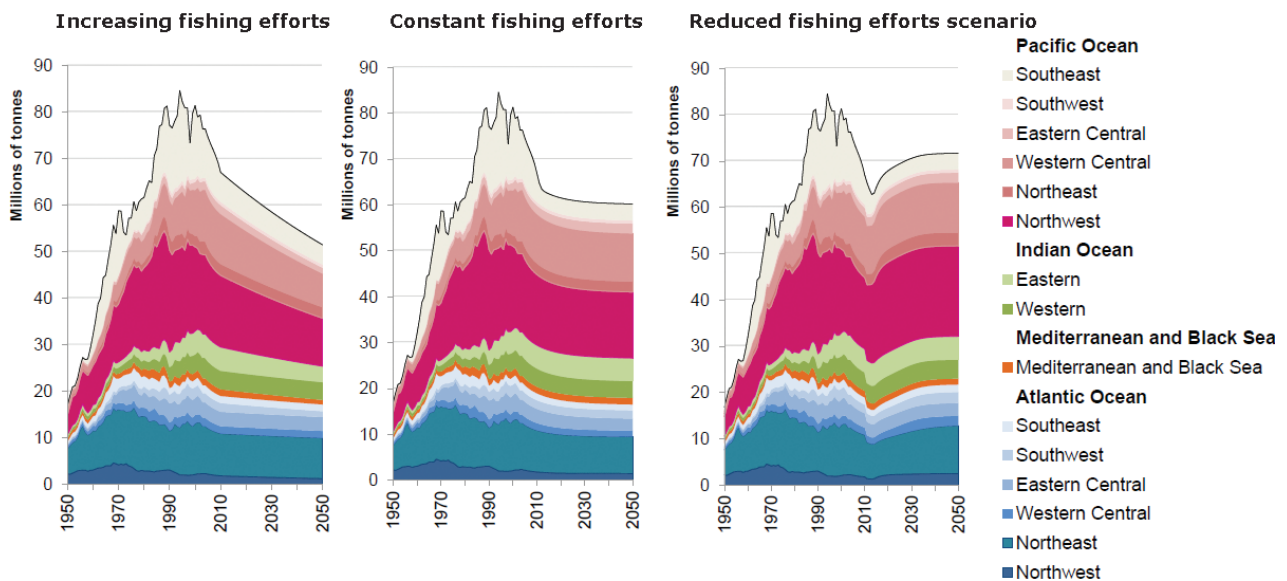 Increasing fishing efforts
Constant fishing efforts
Reduced fishing efforts scenario
Millions of tonnes
90
80
70
60
50
40
30
20
10
0
1950
1970
1990
2010
2030
2050
Millions of tonnes
90
80
70
60
50
40
30
20
10
0
1950
1970
1990
2010
2030
2050
Millions of tonnes
90
80
70
60
50
40
30
20
10
0
1950
1970
1990
2010
2030
2050
Pacific Ocean
Southeast
Southwest
Eastern Central
Western Central
Northeast
Northwest
Indian Ocean
Eastern
Western
Mediterranean and Black Sea
Mediterranean and Black Sea
Atlantic Ocean
Southeast
Southwest
Eastern Central
Western Central
Northeast
Northwest